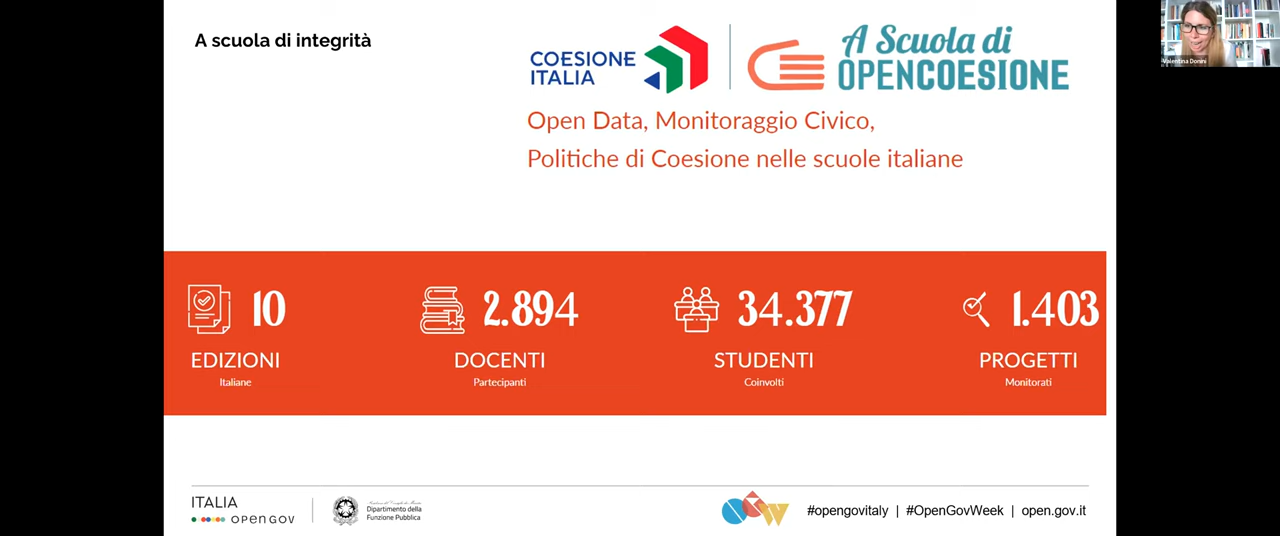 A scuola di integrità
COESIONE
ITALIA
A Scuola di
OPENCOESIONE
Open Data, Monitoraggio Civico,
Politiche di Coesione nelle scuole italiane
10
EDIZIONI
Italiane
2.894
DOCENTI
Partecipanti
34.377
STUDENTI
Coinvolti
1.403
PROGETTI
Monitorati
ITALIA
OPEN GOV
Dipartimento della
Funzione Pubblica
#opengovitaly | #OpenGovWeek | open.gov.it
Valentina Donini